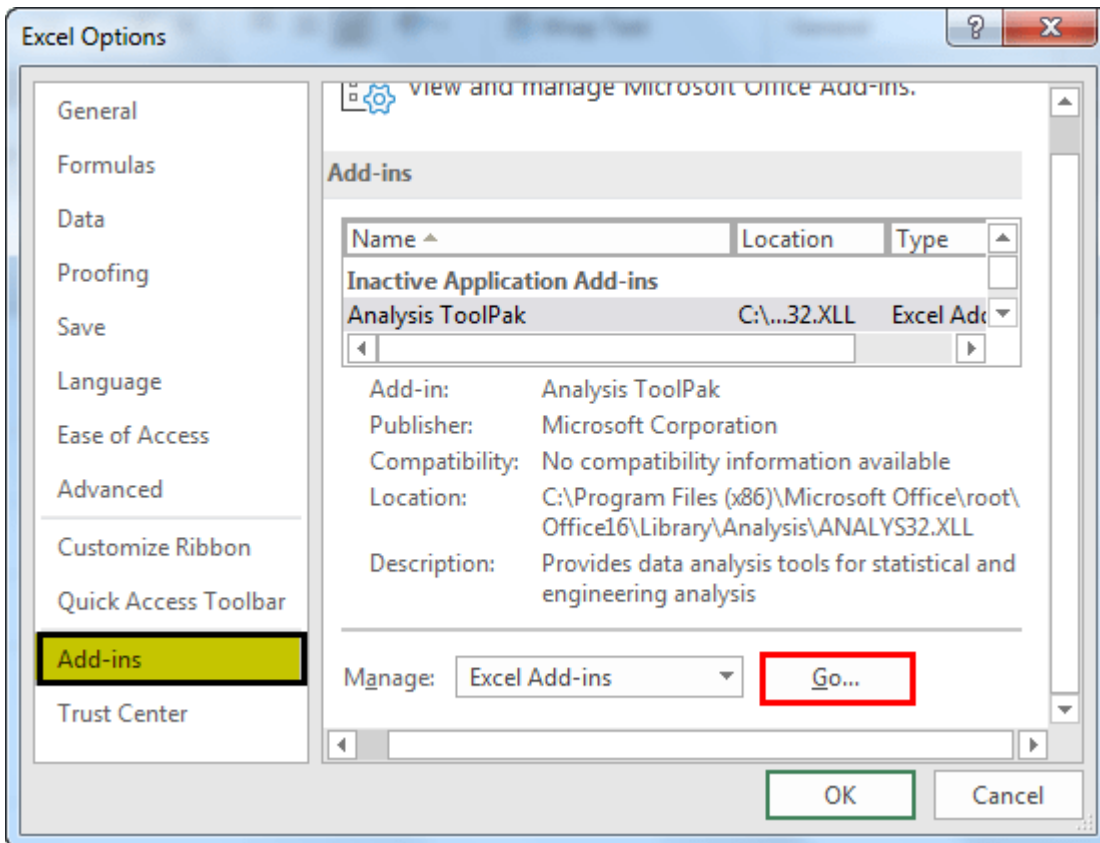 Excel Options
General
Formulas
Data
Proofing
Save
Language
Ease of Access
Advanced
Customize Ribbon
Quick Access Toolbar
Add-ins
Trust Center
View and manage Microsoft Office Add-ins.
Add-ins
Name Location Type
Inactive Application Add-ins
Analysis ToolPak C:\...32.XLL Excel Add
Add-in: Analysis ToolPak
Publisher: Microsoft Corporation
Compatibility: No compatibility information available
Location: C:\Program Files (x86)\Microsoft Office\root\
Office16\Library\Analysis\ANALYS32.XLL
Description: Provides data analysis tools for statistical and
engineering analysis
Manage: Excel Add-ins Go...
OK Cancel